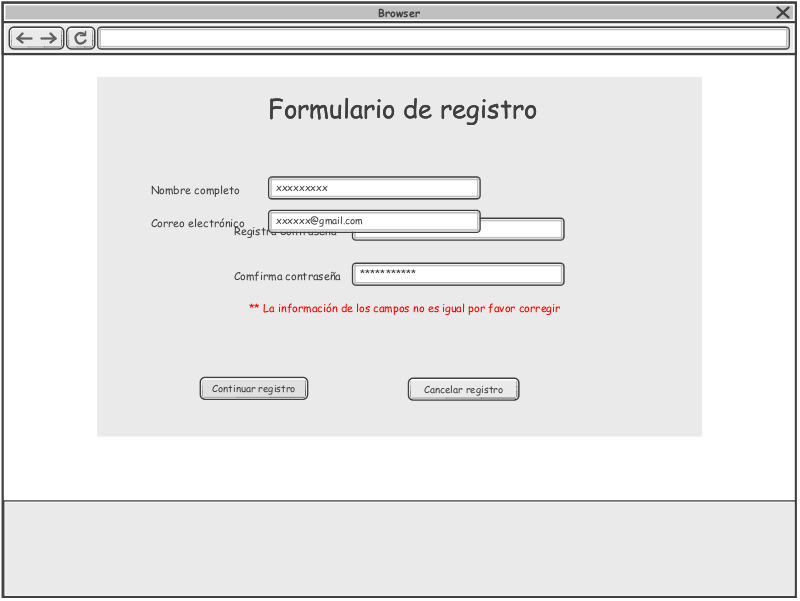 Browser
Formulario de registro
Nombre completo xxxxxxxxx
Correo electrónico xxxxxx@gmail.com
Registra contraseña
Comfirma contraseña ***********
** La información de los campos no es igual por favor corregir
Continuar registro Cancelar registro